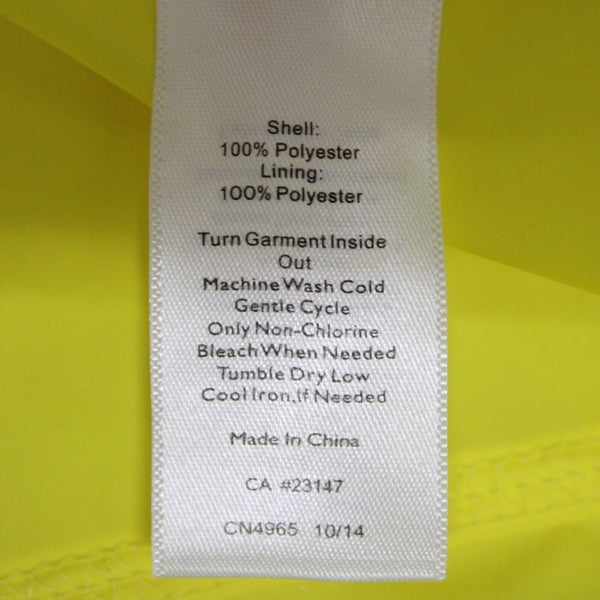 Shell:
100% Polyester
Lining:
100% Polyester
Turn Garment Inside
Out
Machine Wash Cold
Gentle Cycle
Only Non-Chlorine
Bleach When Needed
Tumble Dry Low
Cool Iron,If Needed
Made In China
CA #23147
CN4965 10/14